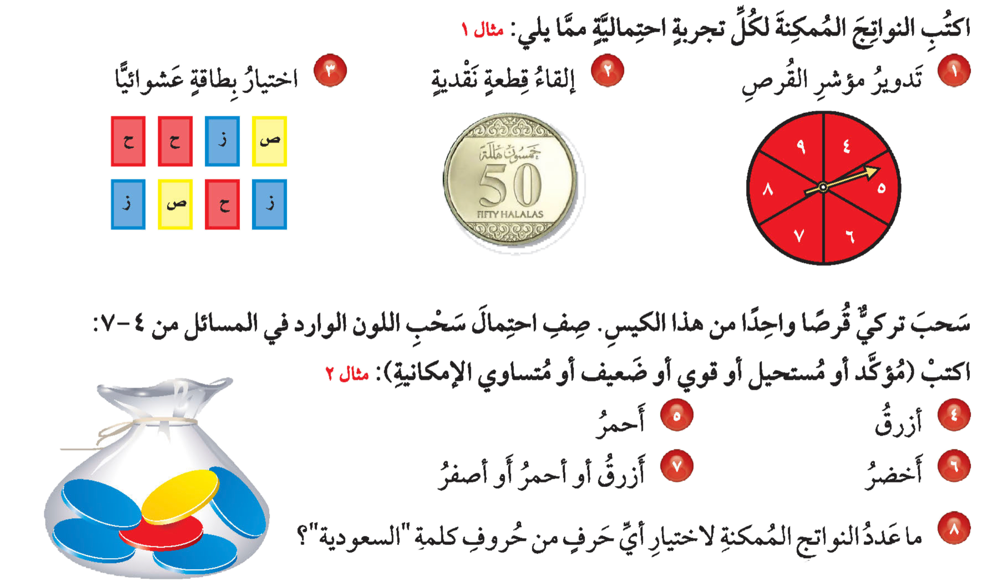 اكتُبِ النواتِجَ المُمكِنةَ لكُلِّ تجربةٍ احتِماليَّةٍ ممَّا يلي: مثال ١
١ تَدويرُ مؤشرِ القُرصِ
٢ إلقاءُ قِطعةٍ نَقْديةٍ
٣ اختيارُ بِطاقةٍ عَشوائيًّا
٩ ٤
٨ ٥
٧ ٦
خَمسُونَ هَلَلَة
50
FIFTY HALALAS
ص ز ح ح
ز ح ص ز
سَحبَ تركيٌّ قُرصًا واحِدًا من هذا الكيسِ. صِفِ احتِمالَ سَحْبِ اللون الوارد في المسائل من ٤-٧:
اكتبْ (مُؤكَّد أو مُستحيل أو قوي أو ضَعيف أو مُتساوي الإمكانيةِ): مثال ٢
٤ أزرقُ
٥ أَحمرُ
٦ أَخضرُ
٧ أَزرقُ أو أحمرُ أَو أصفرُ
٨ ما عَددُ النواتجِ المُمكنةِ لاختيارِ أيِّ حَرفٍ من حُروفِ كلمةِ "السعودية"؟